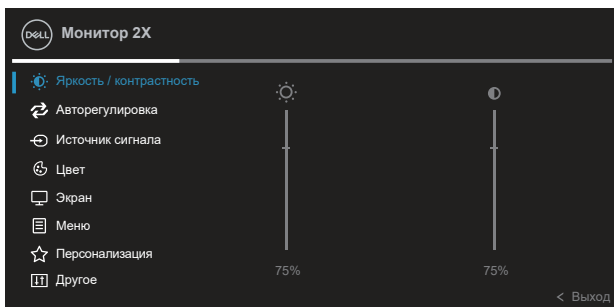 DELL Монитор 2X
Яркость / контрастность
Авторегулировка
Источник сигнала
Цвет
Экран
Меню
Персонализация
Другое
75% 75%
< Выход